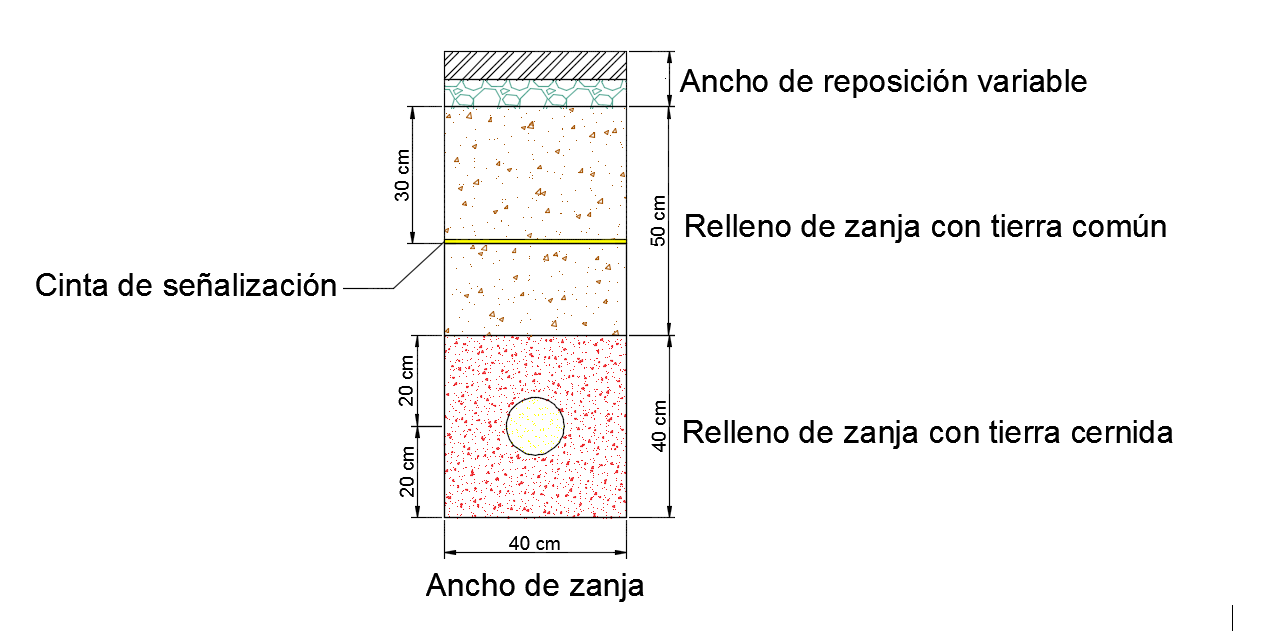 Ancho de reposición variable
30 cm
50 cm
Relleno de zanja con tierra común
Cinta de señalización
20 cm
40 cm
Relleno de zanja con tierra cernida
20 cm
40 cm
Ancho de zanja